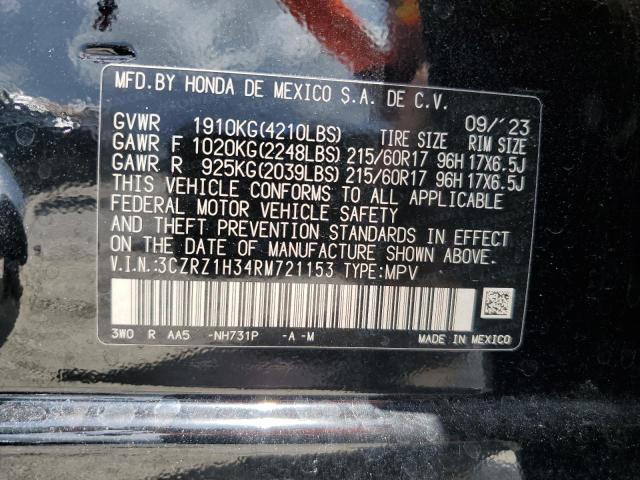 MFD.BY HONDA DE MEXICO S.A. DE C.V.
09/'23
GVWR 1910KG(4210LBS) TIRE SIZE RIM SIZE
GAWR F 1020KG(2248LBS) 215/60R17 96H 17X6.5J
GAWR R 925KG(2039LBS) 215/60R17 96H 17X6.5J
THIS VEHICLE CONFORMS TO ALL APPLICABLE
FEDERAL MOTOR VEHICLE SAFETY
AND THEFT PREVENTION STANDARDS IN EFFECT
ON THE DATE OF MANUFACTURE SHOWN ABOVE.
V.I.N.:3CZRZ1H34RM721153 TYPE:MPV
3W0 R AA5 -NH731P -A -M
MADE IN MEXICO